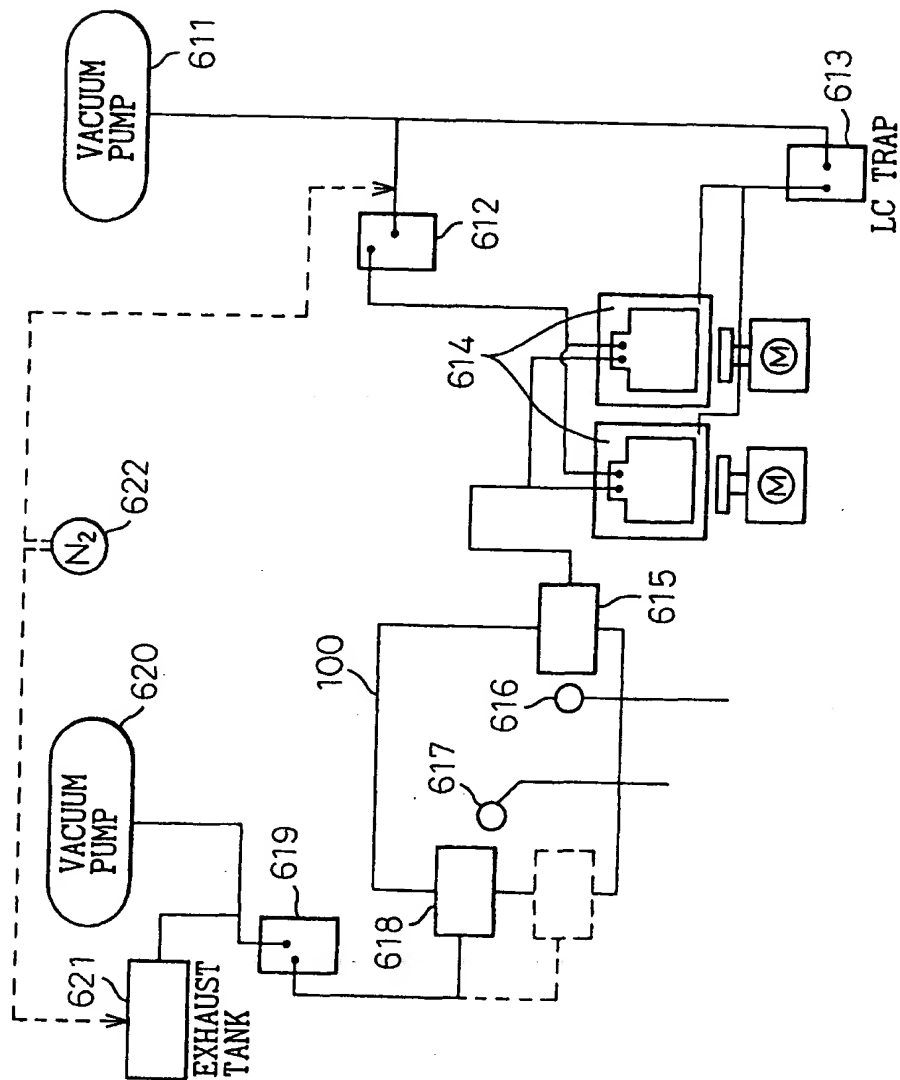 VACUUM
PUMP
611
612
613
LC TRAP
614
M
M
N2
622
VACUUM
PUMP
620
100
615
616
617
618
619
621
EXHAUST
TANK